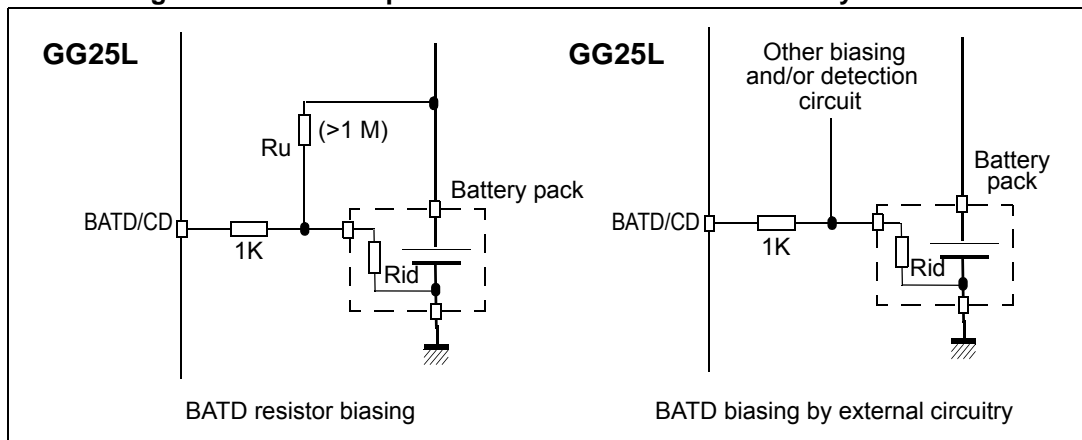 GG25L
Ru
(>1 M)
Battery pack
BATD/CD
1K
Rid
BATD resistor biasing
GG25L
Other biasing
and/or detection
circuit
Battery
pack
BATD/CD
1K
Rid
BATD biasing by external circuitry